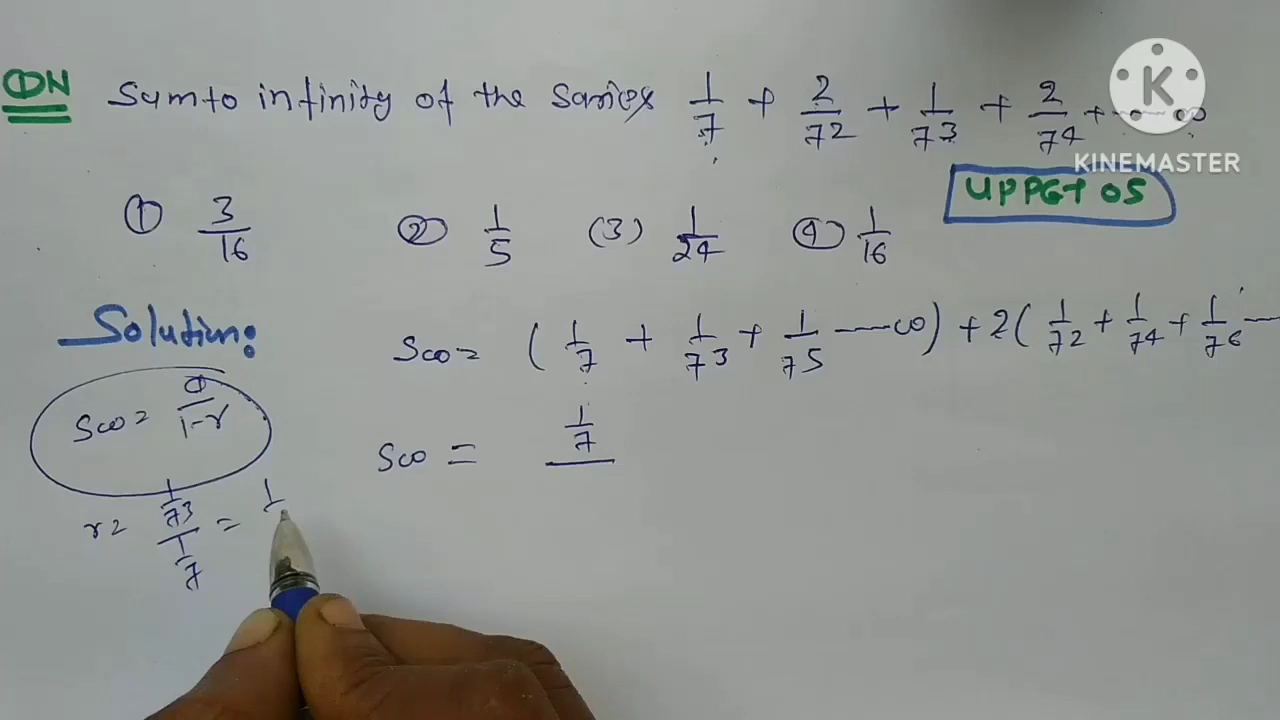 QN Sum to infinity of the Series 1/7 + 2/7² + 1/7³ + 2/7⁴ + ---- ∞
K
KINEMASTER
UPPGT 05
① 3/16 ② 1/5 (3) 1/24 ④ 1/16
Solution:
S∞ = (1/7 + 1/7³ + 1/7⁵ ---- ∞) + 2(1/7² + 1/7⁴ + 1/7⁶ ---
S∞ = a/1-r
S∞ = 1/7
r = 1/7³ / 1/7 = 1/